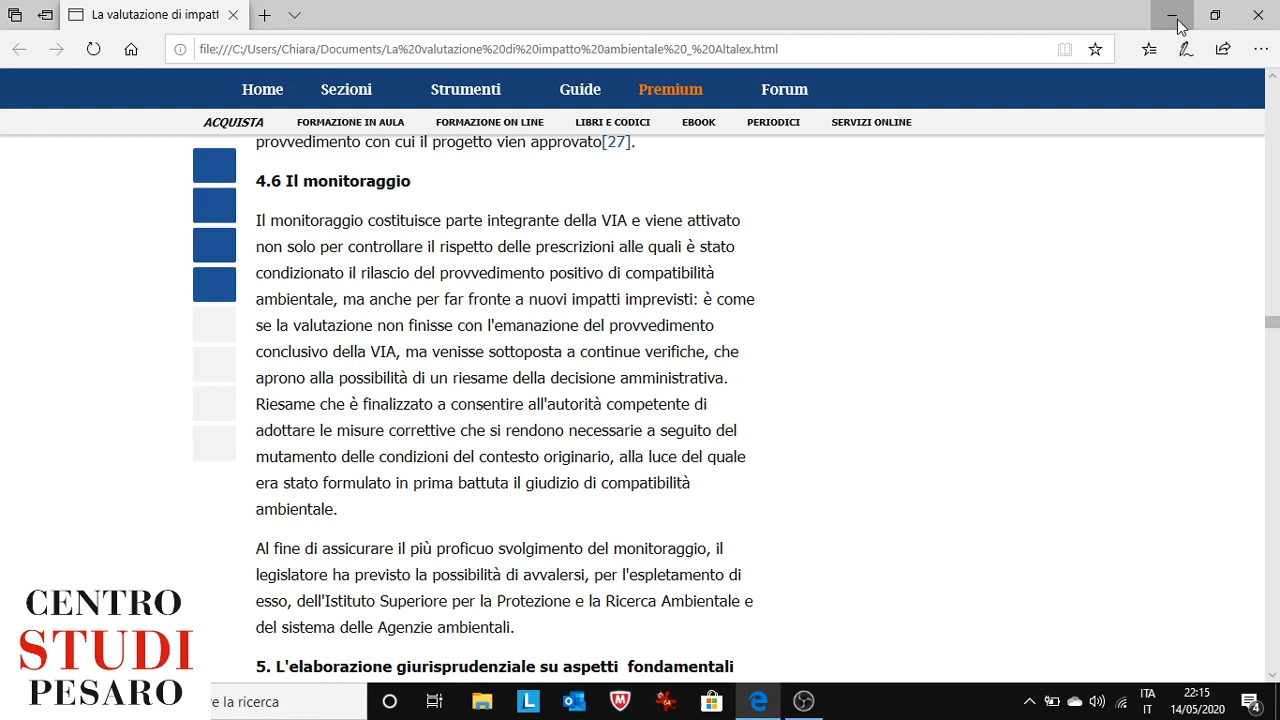 La valutazione di impatt
file:///C:/Users/Chiara/Documents/La%20valutazione%20di%20impatto%20ambientale%20_%20Altalex.html
Home Sezioni Strumenti Guide Premium Forum
ACQUISTA FORMAZIONE IN AULA FORMAZIONE ON LINE LIBRI E CODICI EBOOK PERIODICI SERVIZI ONLINE
provvedimento con cui il progetto vien approvato[27].
4.6 Il monitoraggio
Il monitoraggio costituisce parte integrante della VIA e viene attivato
non solo per controllare il rispetto delle prescrizioni alle quali è stato
condizionato il rilascio del provvedimento positivo di compatibilità
ambientale, ma anche per far fronte a nuovi impatti imprevisti: è come
se la valutazione non finisse con l'emanazione del provvedimento
conclusivo della VIA, ma venisse sottoposta a continue verifiche, che
aprono alla possibilità di un riesame della decisione amministrativa.
Riesame che è finalizzato a consentire all'autorità competente di
adottare le misure correttive che si rendono necessarie a seguito del
mutamento delle condizioni del contesto originario, alla luce del quale
era stato formulato in prima battuta il giudizio di compatibilità
ambientale.
Al fine di assicurare il più proficuo svolgimento del monitoraggio, il
legislatore ha previsto la possibilità di avvalersi, per l'espletamento di
esso, dell'Istituto Superiore per la Protezione e la Ricerca Ambientale e
del sistema delle Agenzie ambientali.
5. L'elaborazione giurisprudenziale su aspetti fondamentali
CENTRO
STUDI
PESARO
re la ricerca
L
64
ITA
IT
22:15
14/05/2020
4